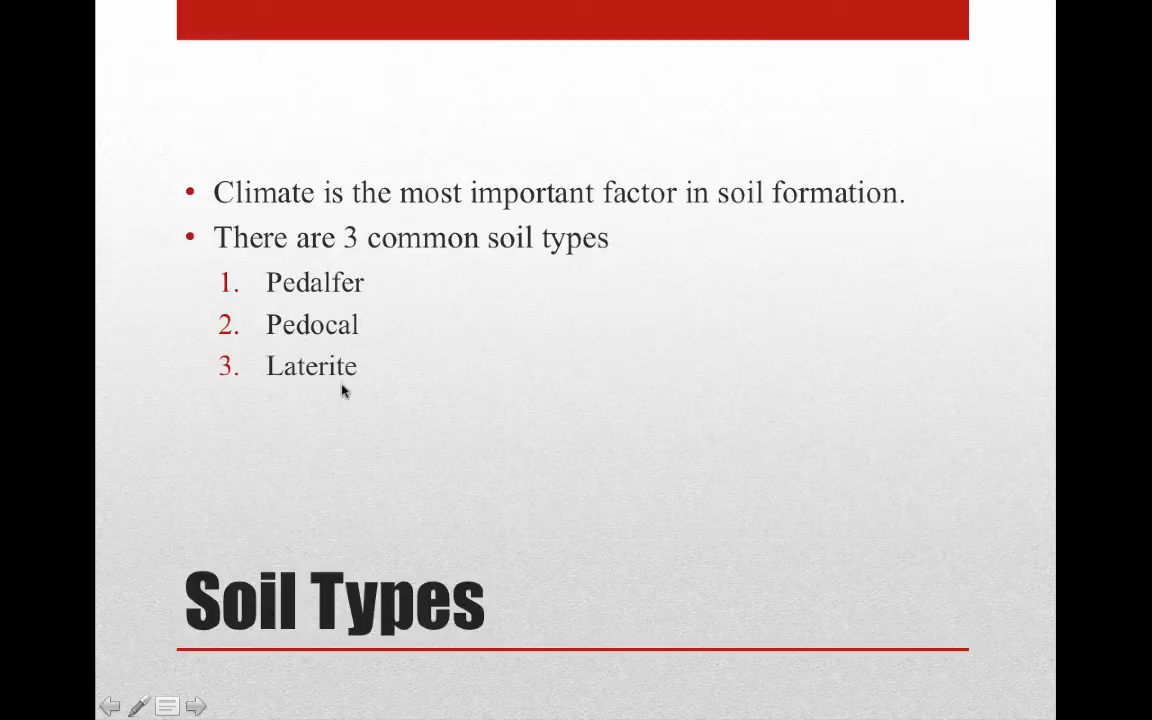 • Climate is the most important factor in soil formation.
• There are 3 common soil types
1. Pedalfer
2. Pedocal
3. Laterite
Soil Types